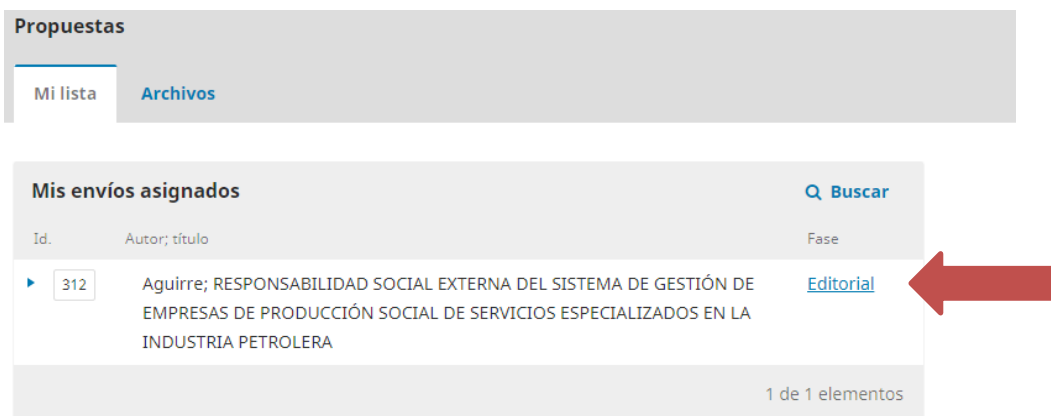 Propuestas
Mi lista Archivos
Mis envíos asignados Buscar
Id. Autor; título Fase
312 Aguirre; RESPONSABILIDAD SOCIAL EXTERNA DEL SISTEMA DE GESTIÓN DE Editorial
EMPRESAS DE PRODUCCIÓN SOCIAL DE SERVICIOS ESPECIALIZADOS EN LA
INDUSTRIA PETROLERA
1 de 1 elementos